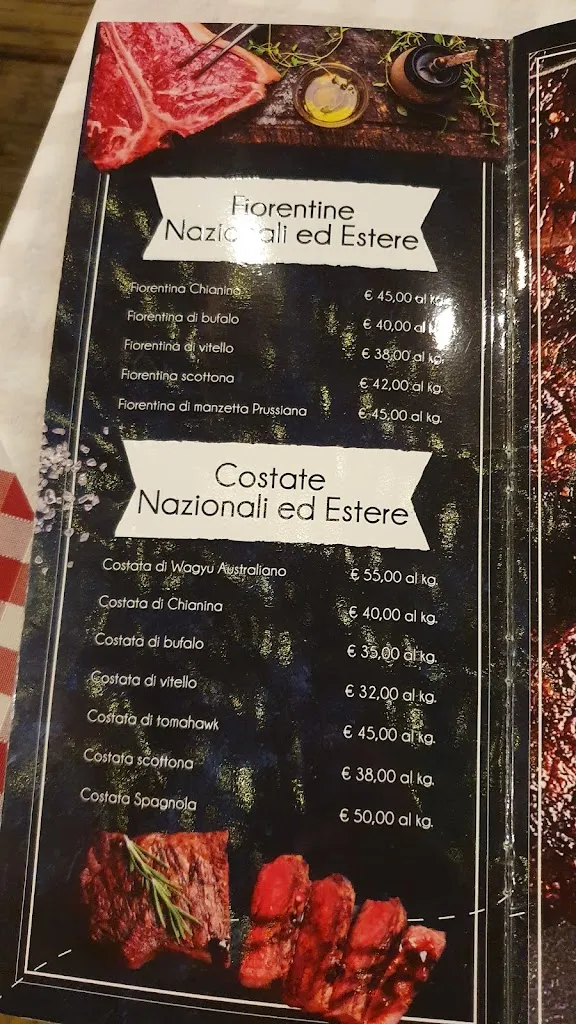 Fiorentine
Nazionali ed Estere
Fiorentina Chianina € 45,00 al kg.
Fiorentina di bufalo € 40,00 al kg.
Fiorentina di vitello € 38,00 al kg.
Fiorentina scottona € 42,00 al kg.
Fiorentina di manzetta Prussiana € 45,00 al kg.
Costate
Nazionali ed Estere
Costata di Wagyu Australiano € 55,00 al kg.
Costata di Chianina € 40,00 al kg.
Costata di bufalo € 35,00 al kg.
Costata di vitello € 32,00 al kg.
Costata di tomahawk € 45,00 al kg.
Costata scottona € 38,00 al kg.
Costata Spagnola € 50,00 al kg.